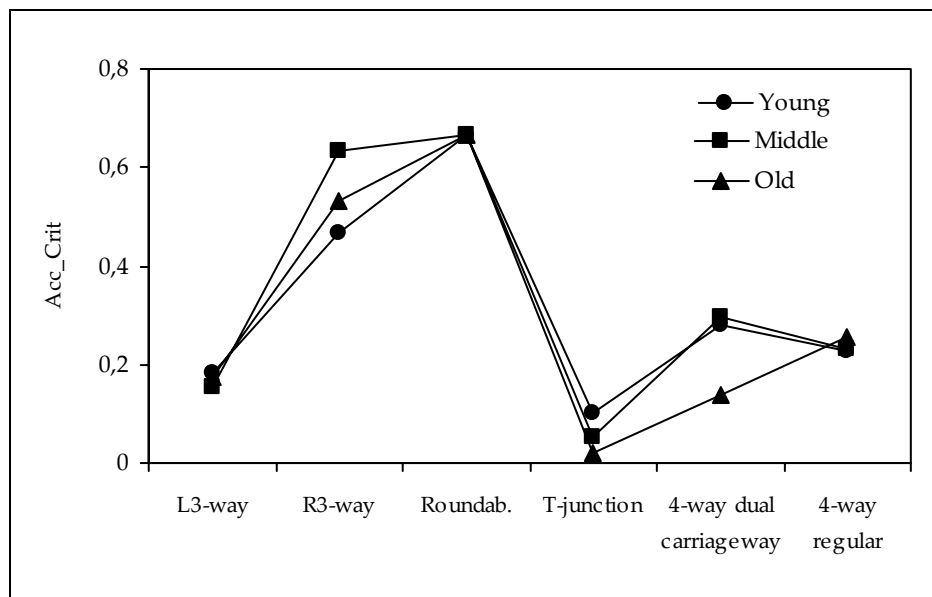 0,8
Young
Middle
Old
0,6
0,4
0,2
0
Acc_Crit
L3-way R3-way Roundab. T-junction 4-way dual 4-way
carriageway regular